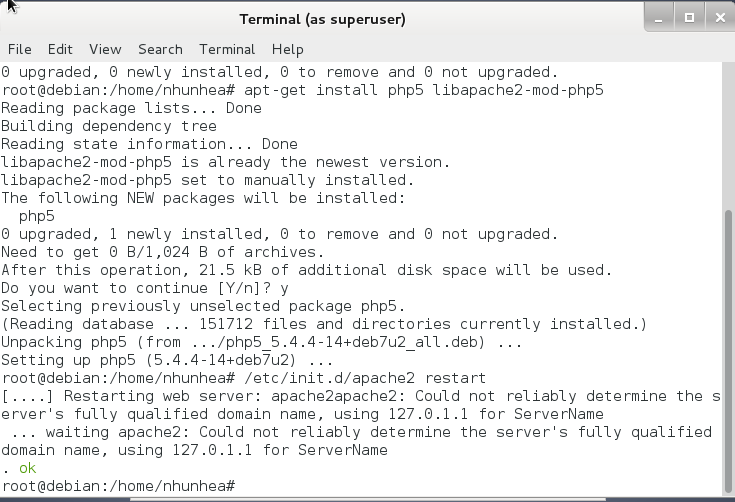 Terminal (as superuser)
File Edit View Search Terminal Help
0 upgraded, 0 newly installed, 0 to remove and 0 not upgraded.
root@debian:/home/nhunhea# apt-get install php5 libapache2-mod-php5
Reading package lists... Done
Building dependency tree
Reading state information... Done
libapache2-mod-php5 is already the newest version.
libapache2-mod-php5 set to manually installed.
The following NEW packages will be installed:
  php5
0 upgraded, 1 newly installed, 0 to remove and 0 not upgraded.
Need to get 0 B/1,024 B of archives.
After this operation, 21.5 kB of additional disk space will be used.
Do you want to continue [Y/n]? y
Selecting previously unselected package php5.
(Reading database ... 151712 files and directories currently installed.)
Unpacking php5 (from .../php5_5.4.4-14+deb7u2_all.deb) ...
Setting up php5 (5.4.4-14+deb7u2) ...
root@debian:/home/nhunhea# /etc/init.d/apache2 restart
[....] Restarting web server: apache2apache2: Could not reliably determine the s
erver's fully qualified domain name, using 127.0.1.1 for ServerName
 ... waiting apache2: Could not reliably determine the server's fully qualified
domain name, using 127.0.1.1 for ServerName
. ok
root@debian:/home/nhunhea#